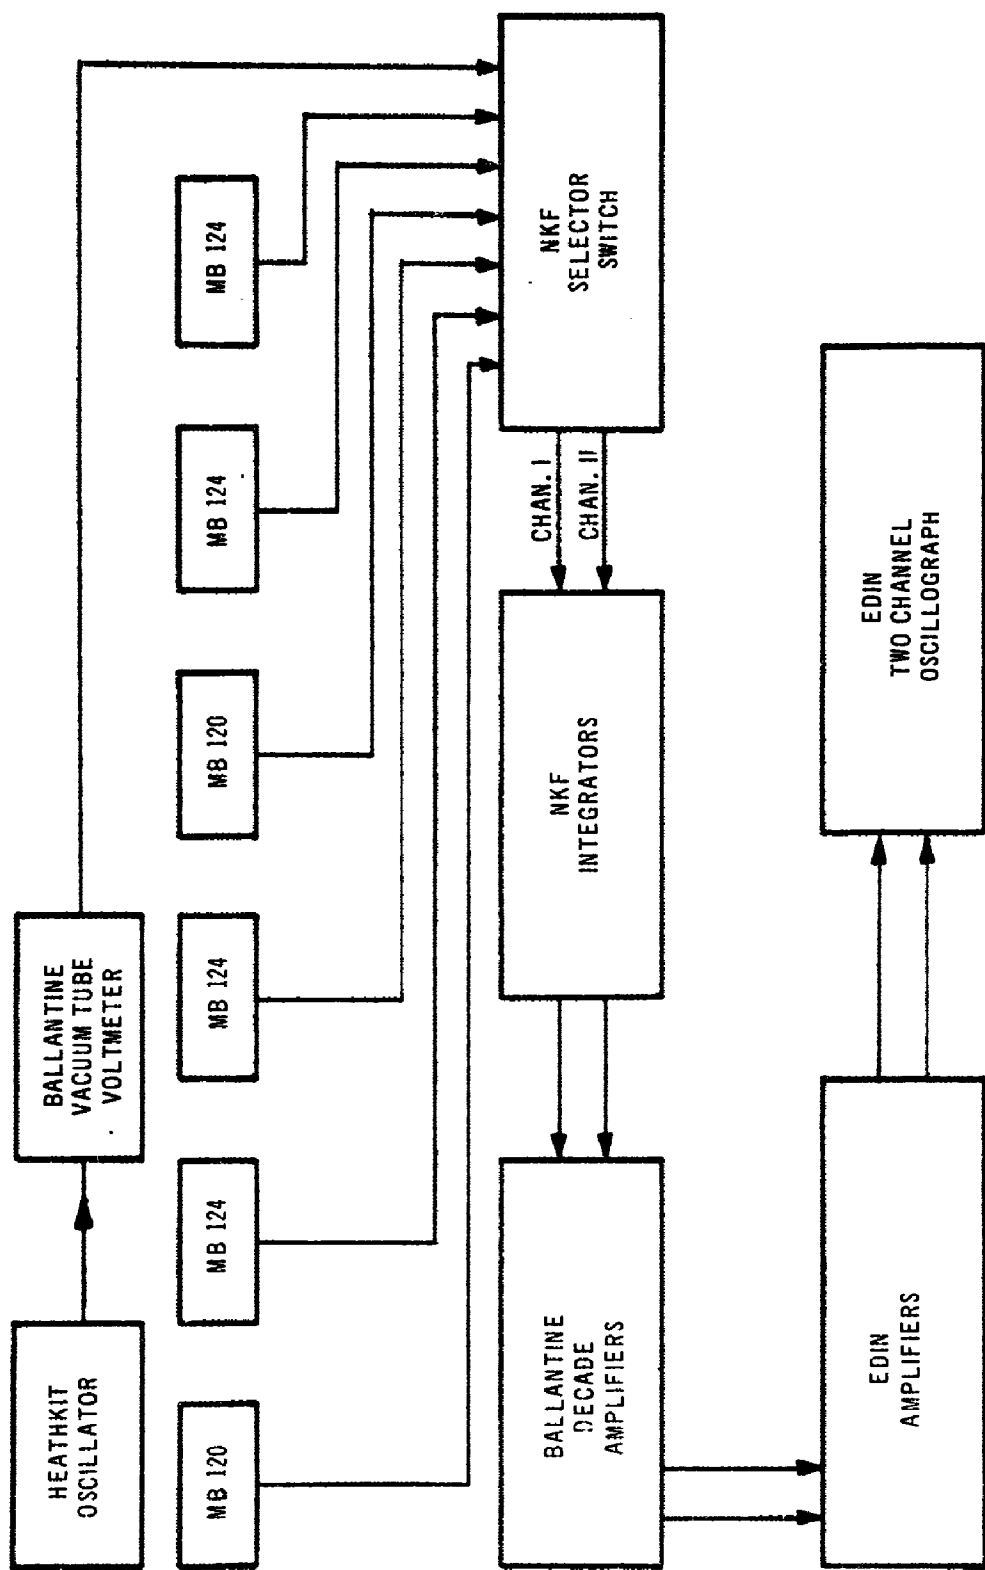 HEATHKIT
OSCILLATOR
BALLANTINE
VACUUM TUBE
VOLTMETER
MB 120
MB 124
MB 124
MB 120
MB 124
MB 124
NKF
SELECTOR
SWITCH
CHAN. I
CHAN. II
NKF
INTEGRATORS
BALLANTINE
DECADE
AMPLIFIERS
EDIN
AMPLIFIERS
EDIN
TWO CHANNEL
OSCILLOGRAPH